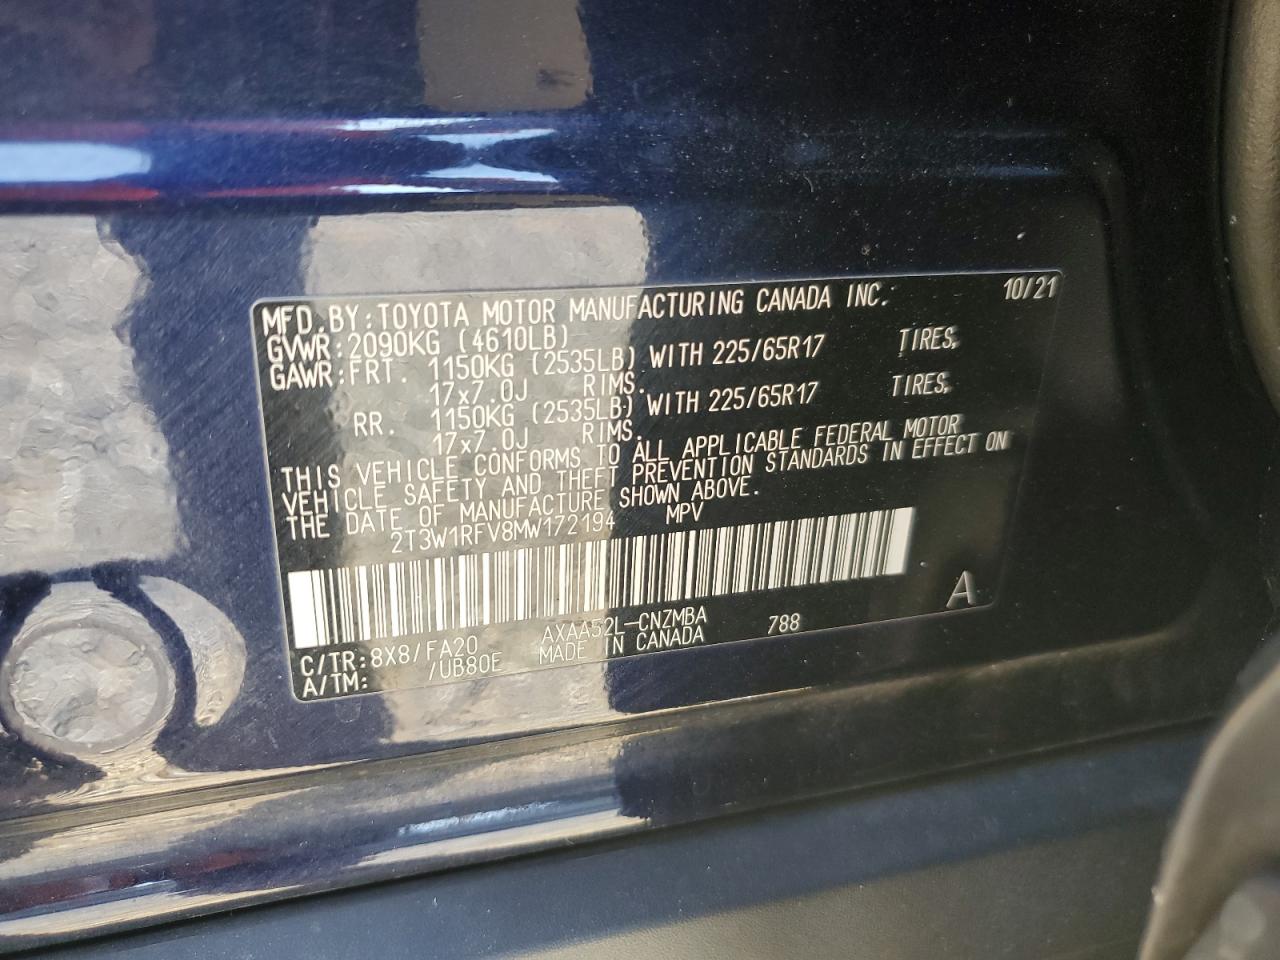 MFD.BY:TOYOTA MOTOR MANUFACTURING CANADA INC. 10/21
GVWR:2090KG (4610LB)
GAWR:FRT. 1150KG (2535LB) WITH 225/65R17 TIRES,
17x7.0J RIMS.
RR. 1150KG (2535LB) WITH 225/65R17 TIRES,
17x7.0J RIMS.
THIS VEHICLE CONFORMS TO ALL APPLICABLE FEDERAL MOTOR
VEHICLE SAFETY AND THEFT PREVENTION STANDARDS IN EFFECT ON
THE DATE OF MANUFACTURE SHOWN ABOVE.
2T3W1RFV8MW172194 MPV
A
C/TR:8X8/FA20 AXAA52L-CNZMBA 788
A/TM: /UB80E MADE IN CANADA